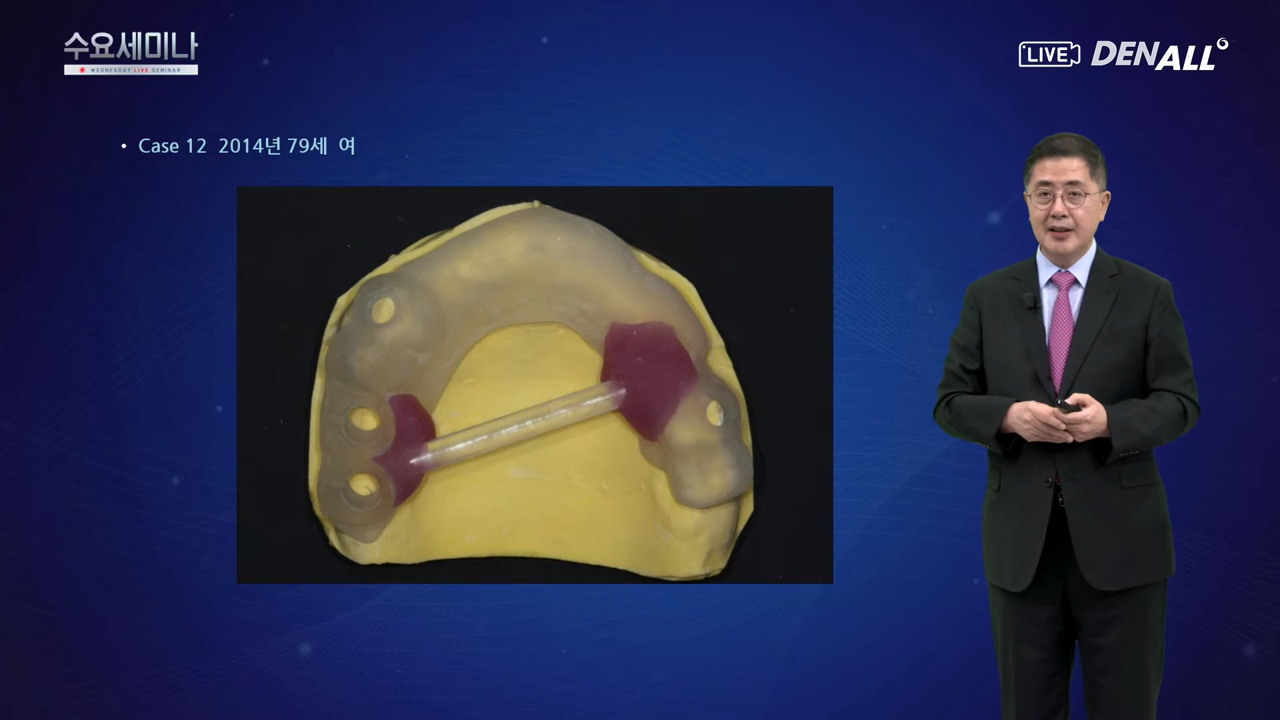 수요세미나
WEDNESDAY LIVE SEMINAR
LIVE DENALL
• Case 12 2014년 79세 여